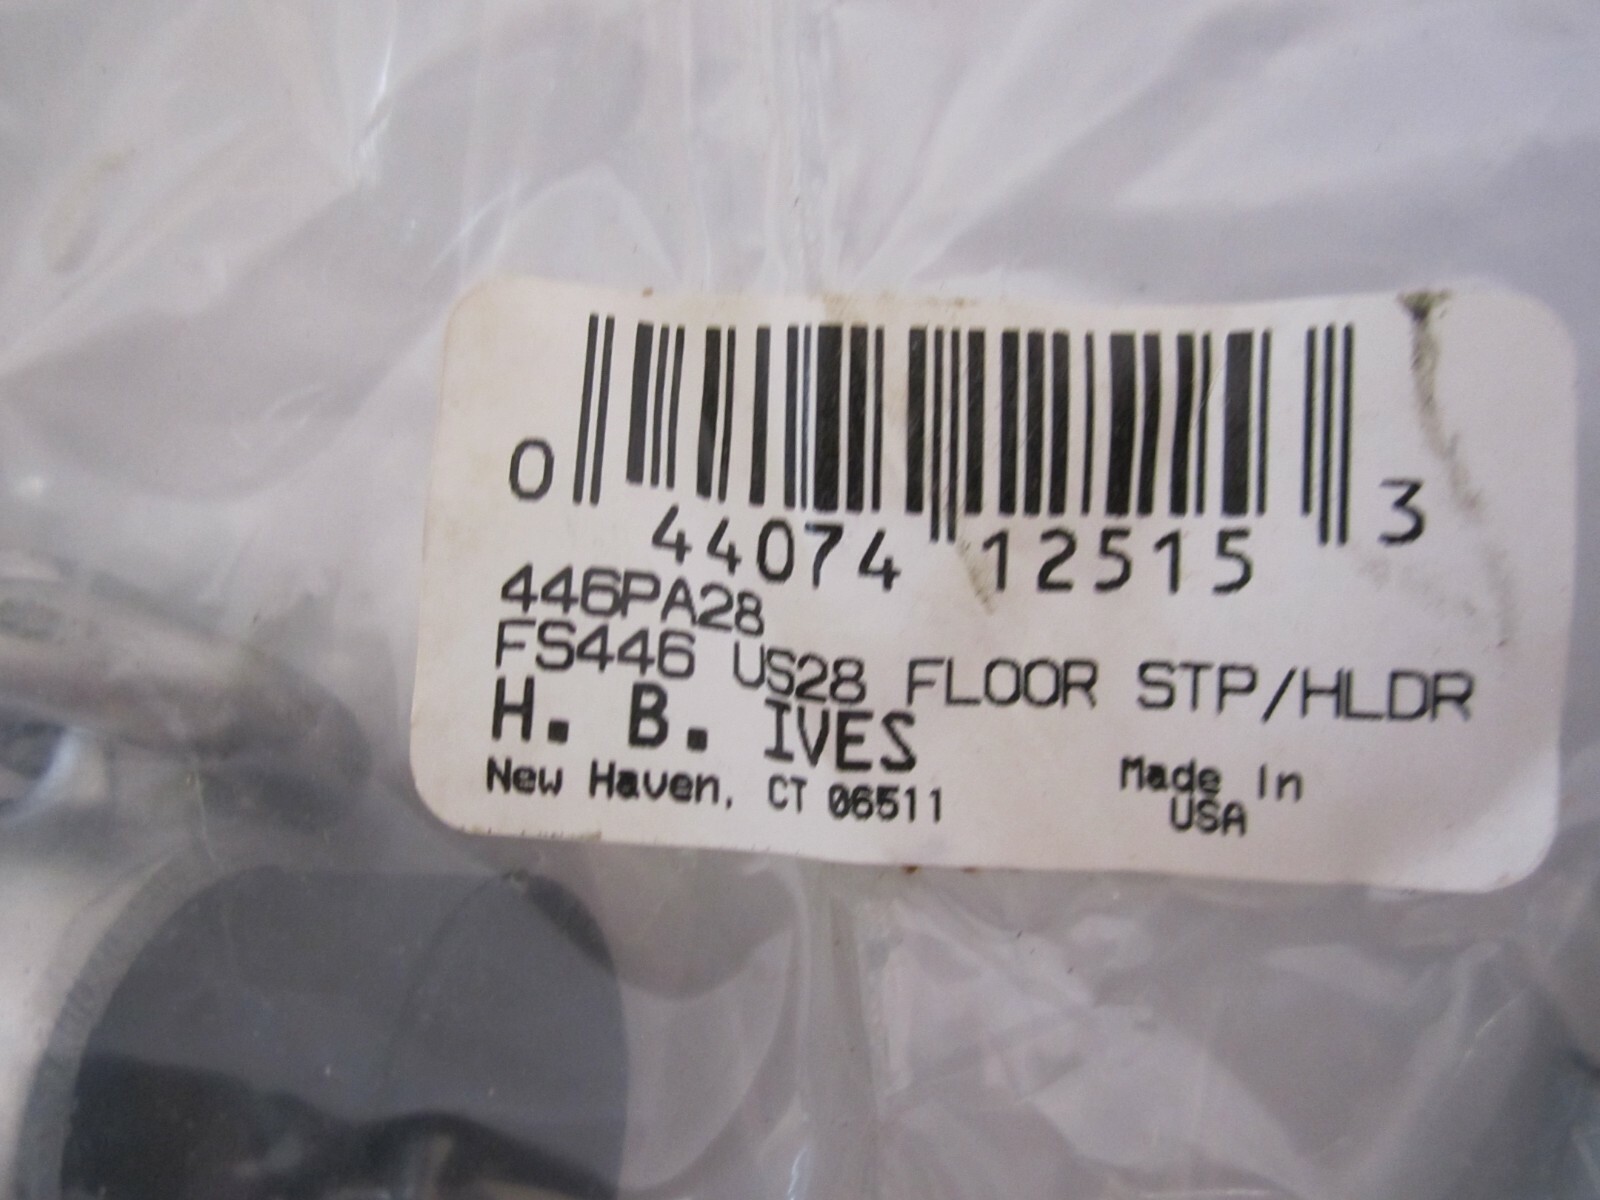 0 44074 12515 3
446PA28
FS446 US28 FLOOR STP/HLDR
H. B. IVES
New Haven, CT 06511
Made In
USA